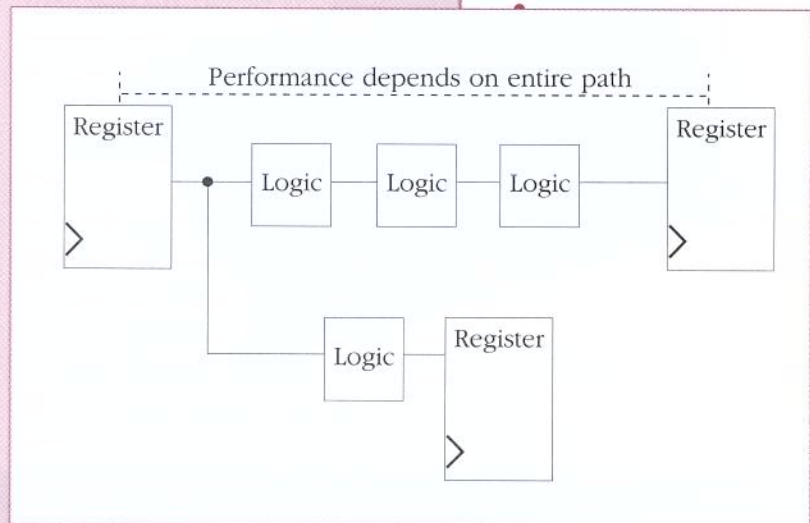 Performance depends on entire path
Register
Register
Logic
Logic
Logic
Logic
Register